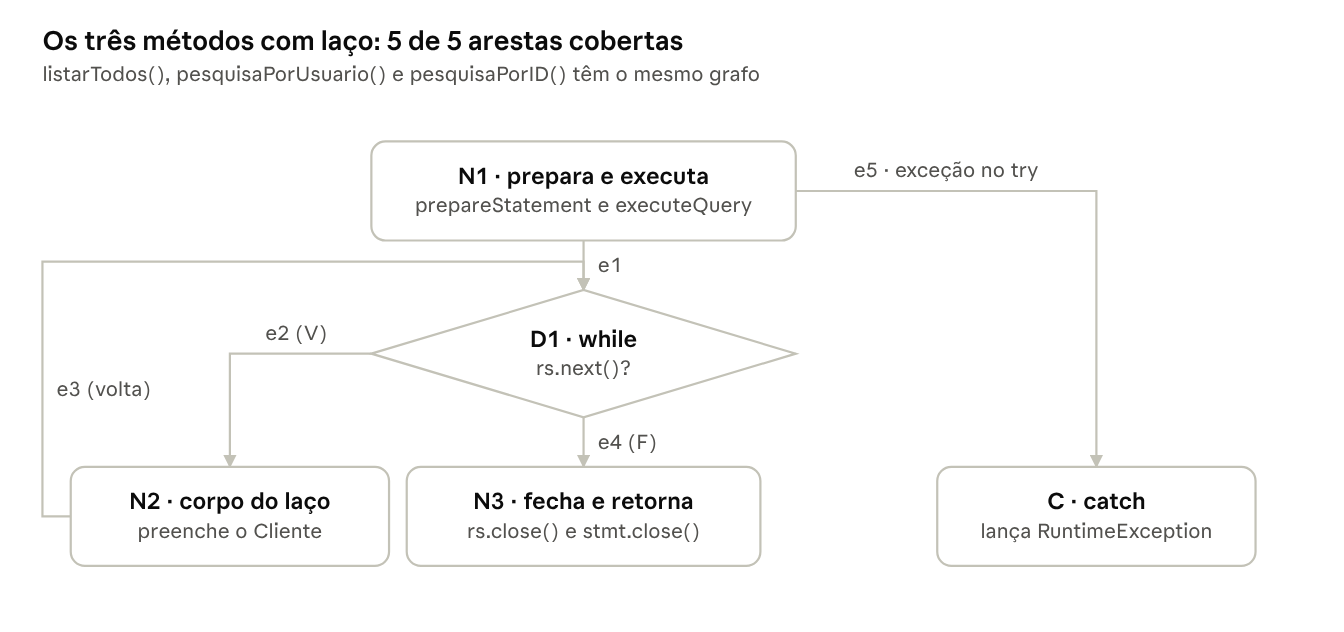 Os três métodos com laço: 5 de 5 arestas cobertas
listarTodos(), pesquisaPorUsuario() e pesquisaPorID() têm o mesmo grafo
N1 · prepara e executa
prepareStatement e executeQuery
e5 · exceção no try
e1
e2 (V)
D1 · while
rs.next()?
e3 (volta)
e4 (F)
N2 · corpo do laço
preenche o Cliente
N3 · fecha e retorna
rs.close() e stmt.close()
C · catch
lança RuntimeException